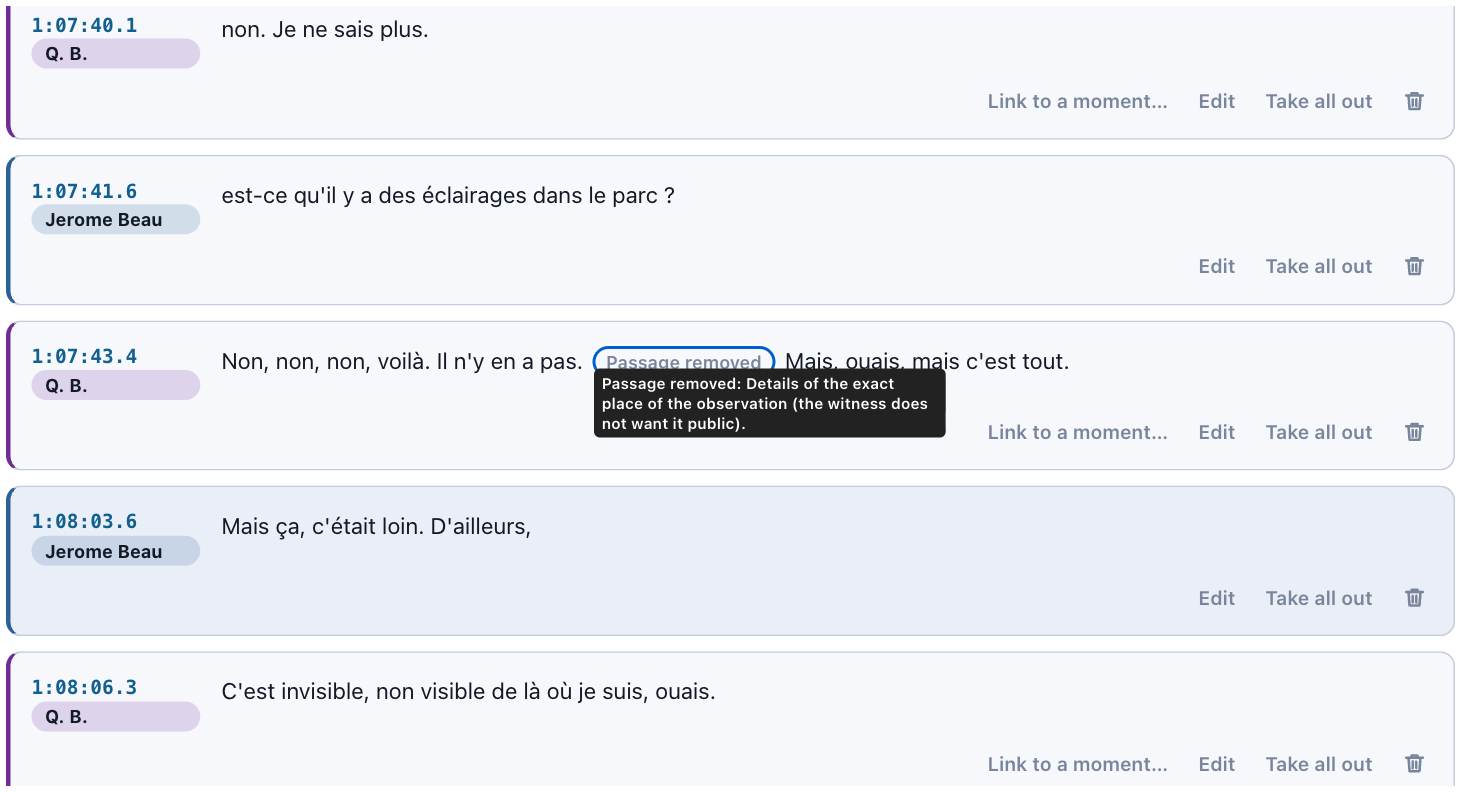 1:07:40.1
non. Je ne sais plus.
Q. B.
Link to a moment... Edit Take all out
1:07:41.6
est-ce qu'il y a des éclairages dans le parc ?
Jerome Beau
Edit Take all out
1:07:43.4
Non, non, non, voilà. Il n'y en a pas. Passage removed Mais, ouais, mais c'est tout.
Q. B.
Passage removed: Details of the exact
place of the observation (the witness does
not want it public).
Link to a moment... Edit Take all out
1:08:03.6
Mais ça, c'était loin. D'ailleurs,
Jerome Beau
Edit Take all out
1:08:06.3
C'est invisible, non visible de là où je suis, ouais.
Q. B.
Link to a moment... Edit Take all out